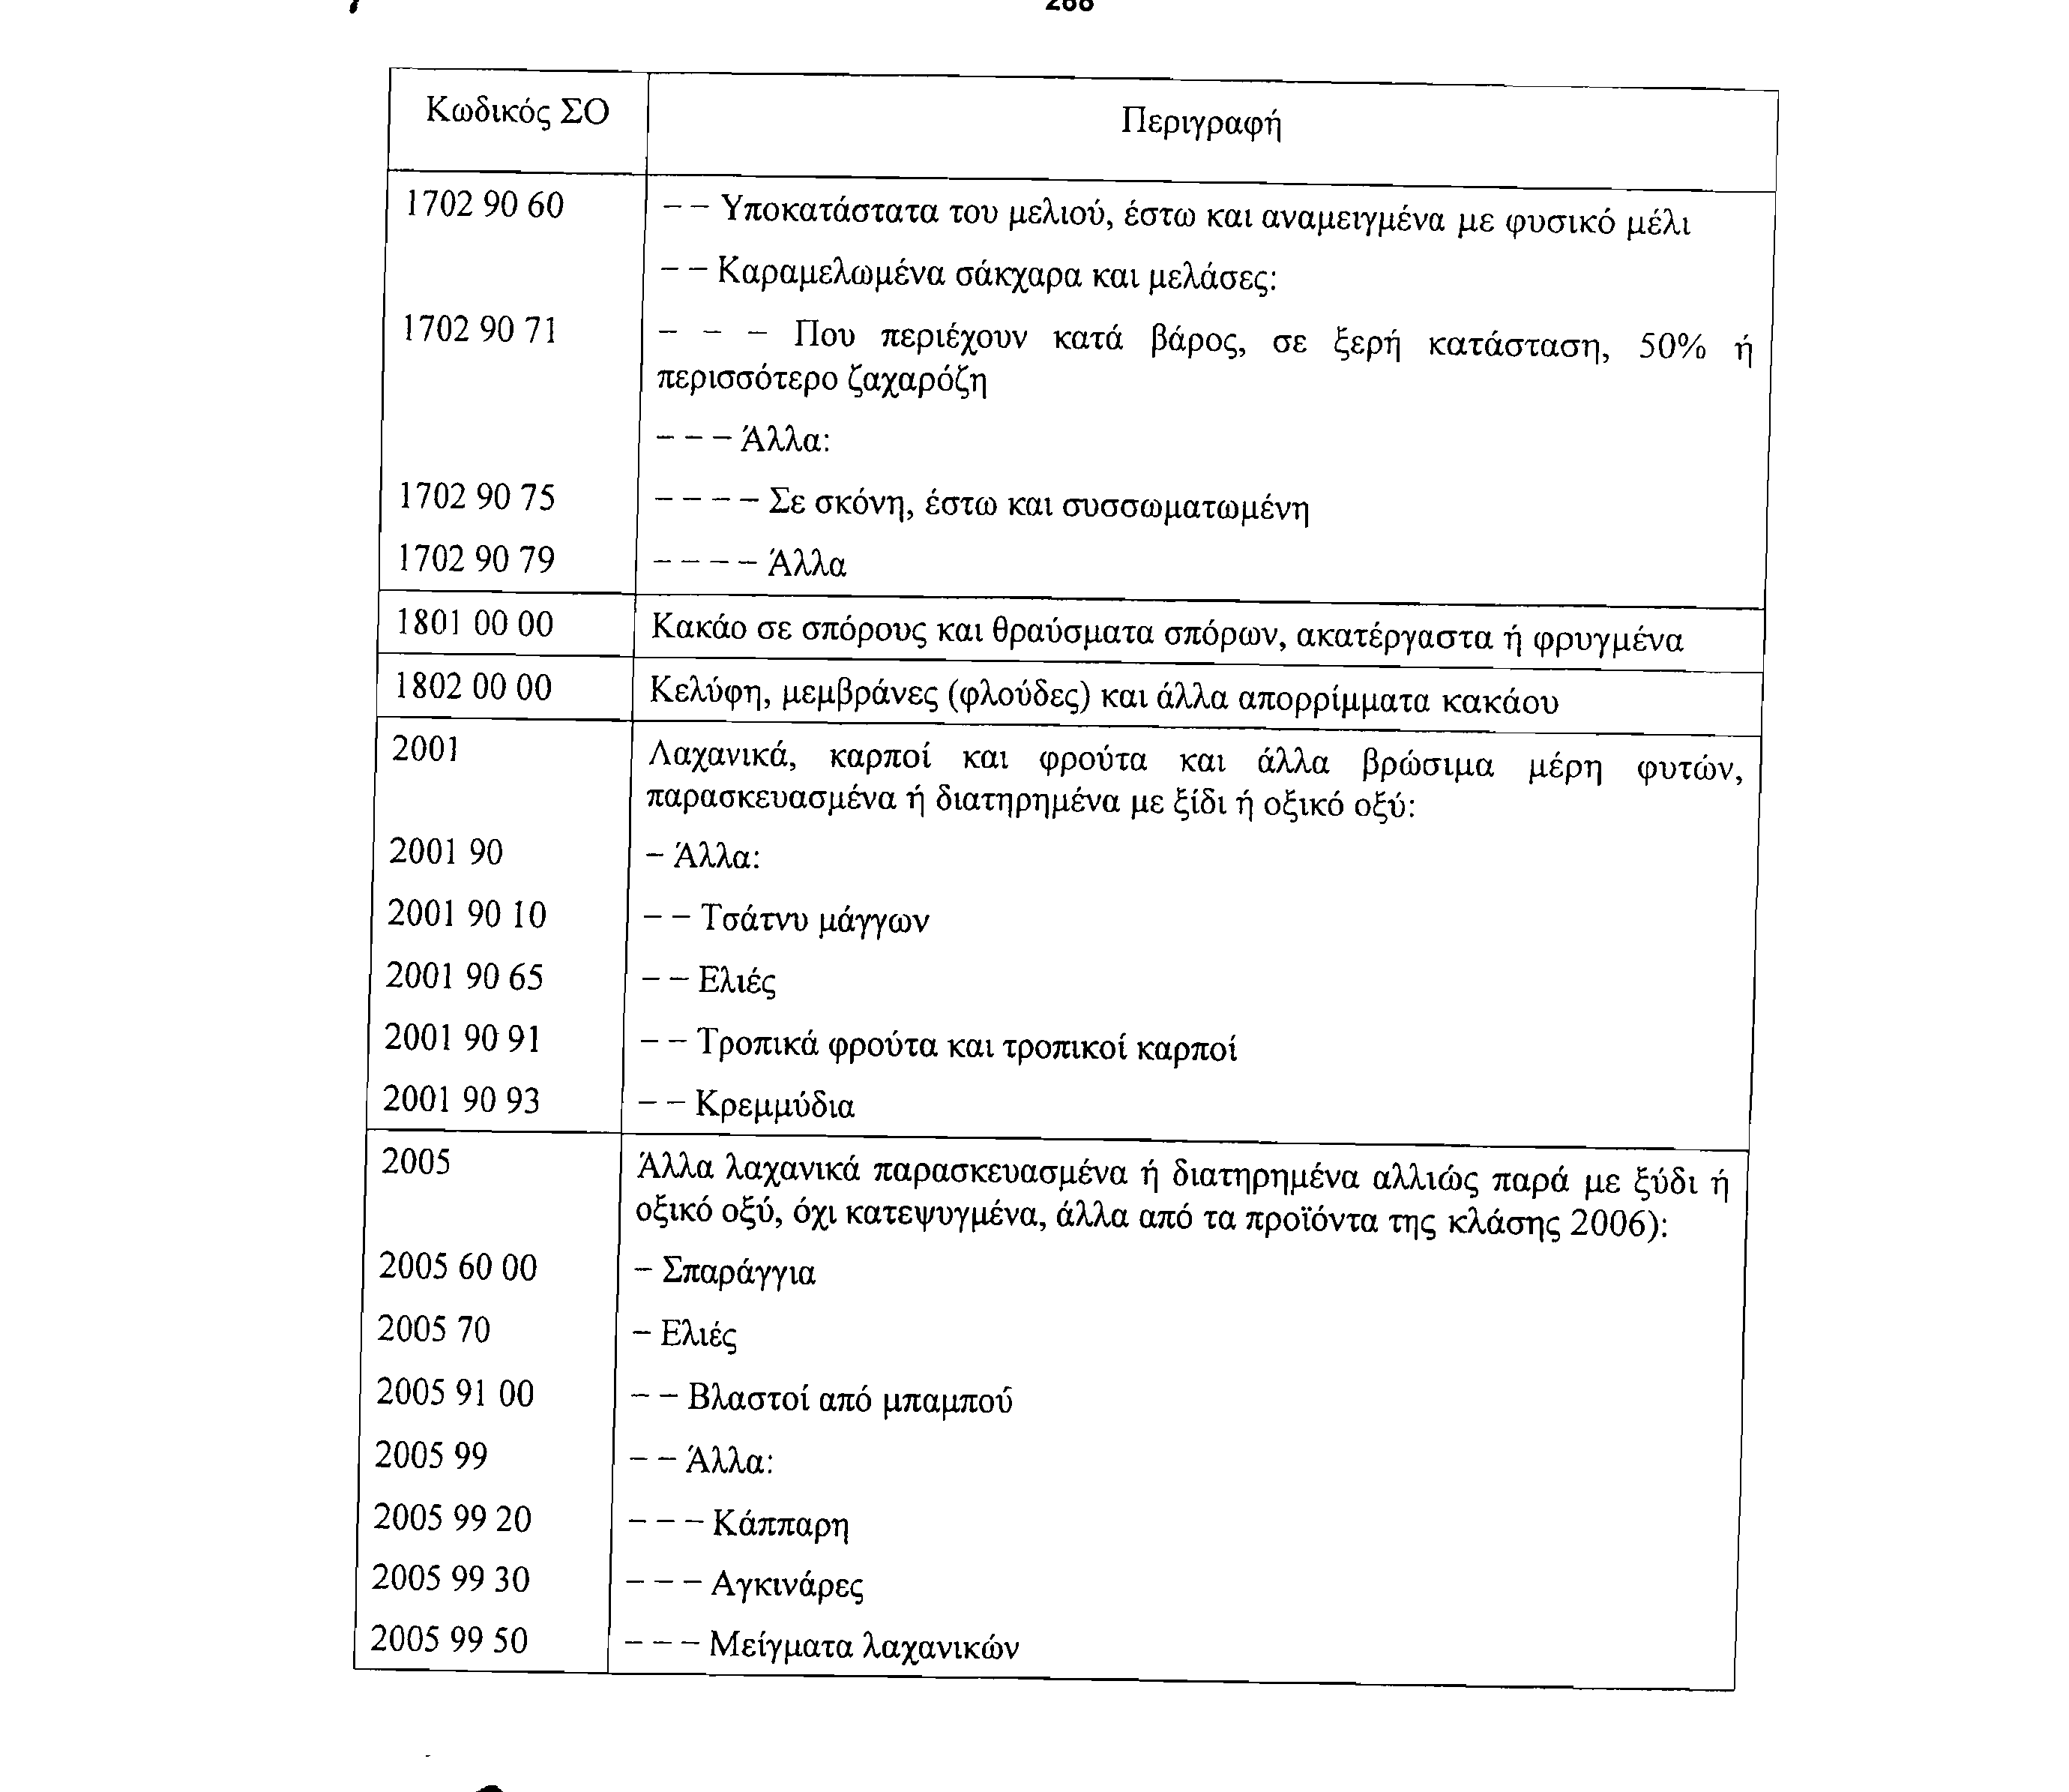 Κωδικός ΣΟ Περιγραφή
1702 90 60 – – Υποκατάστατα του μελιού, έστω και αναμειγμένα με φυσικό μέλι
– – Καραμελωμένα σάκχαρα και μελάσες:
1702 90 71 – – – Που περιέχουν κατά βάρος, σε ξερή κατάσταση, 50% ή
περισσότερο ζαχαρόζη
– – – Άλλα:
1702 90 75 – – – – Σε σκόνη, έστω και συσσωματωμένη
1702 90 79 – – – – Άλλα
1801 00 00 Κακάο σε σπόρους και θραύσματα σπόρων, ακατέργαστα ή φρυγμένα
1802 00 00 Κελύφη, μεμβράνες (φλούδες) και άλλα απορρίμματα κακάου
2001 Λαχανικά, καρποί και φρούτα και άλλα βρώσιμα μέρη φυτών,
παρασκευασμένα ή διατηρημένα με ξίδι ή οξικό οξύ:
2001 90 – Άλλα:
2001 90 10 – – Τσάτνυ μάγγων
2001 90 65 – – Ελιές
2001 90 91 – – Τροπικά φρούτα και τροπικοί καρποί
2001 90 93 – – Κρεμμύδια
2005 Άλλα λαχανικά παρασκευασμένα ή διατηρημένα αλλιώς παρά με ξύδι ή
οξικό οξύ, όχι κατεψυγμένα, άλλα από τα προϊόντα της κλάσης 2006):
2005 60 00 – Σπαράγγια
2005 70 – Ελιές
2005 91 00 – – Βλαστοί από μπαμπού
2005 99 – – Άλλα:
2005 99 20 – – – Κάππαρη
2005 99 30 – – – Αγκινάρες
2005 99 50 – – – Μείγματα λαχανικών